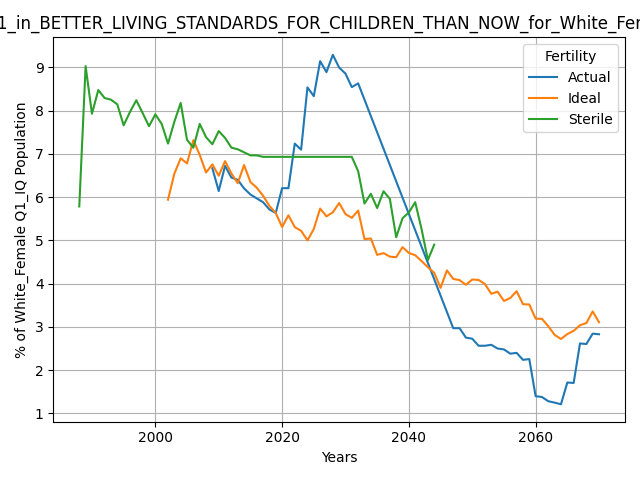 1_in_BETTER_LIVING_STANDARDS_FOR_CHILDREN_THAN_NOW_for_White_Fe
Fertility
Actual
Ideal
Sterile
% of White_Female Q1_IQ Population
9
8
7
6
5
4
3
2
1
2000 2020 2040 2060
Years